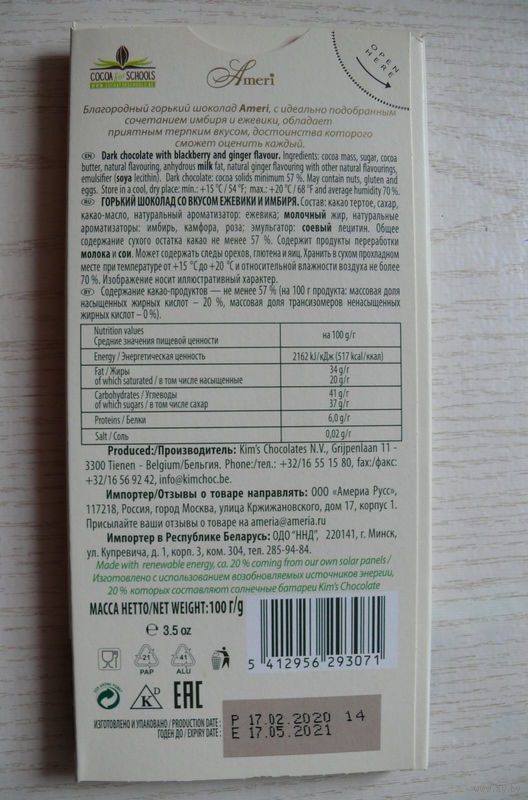 COCOA for SCHOOLS
Ameri
OPEN HERE
Благородный горький шоколад Ameri, с идеально подобранным
сочетанием имбиря и ежевики, обладает
приятным терпким вкусом, достоинства которого
сможет оценить каждый.
EN Dark chocolate with blackberry and ginger flavour. Ingredients: cocoa mass, sugar, cocoa
butter, natural flavouring, anhydrous milk fat, natural ginger flavouring with other natural flavourings,
emulsifier (soya lecithin). Dark chocolate: cocoa solids minimum 57 %. May contain nuts, gluten and
eggs. Store in a cool, dry place: min.: +15 °C / 54 °F; max.: +20 °C / 68 °F and average humidity 70 %.
RU ГОРЬКИЙ ШОКОЛАД СО ВКУСОМ ЕЖЕВИКИ И ИМБИРЯ. Состав: какао тертое, сахар,
какао-масло, натуральный ароматизатор: ежевика; молочный жир, натуральные
ароматизаторы: имбирь, камфора, роза; эмульгатор: соевый лецитин. Общее
содержание сухого остатка какао не менее 57 %. Содержит продукты переработки
молока и сои. Может содержать следы орехов, глютена и яиц. Хранить в сухом прохладном
месте при температуре от +15 °C до +20 °C и относительной влажности воздуха не более
70 %. Изображение носит иллюстративный характер.
BY Содержание какао-продуктов — не менее 57 % (на 100 г продукта: массовая доля
насыщенных жирных кислот – 20 %, массовая доля трансизомеров ненасыщенных
жирных кислот – 0 %).
Nutrition values
Средние значения пищевой ценности
на 100 g/г
Energy / Энергетическая ценность 2162 kJ/кДж (517 kcal/ккал)
Fat / Жиры 34 g/г
of which saturated / в том числе насыщенные 20 g/г
Carbohydrates / Углеводы 41 g/г
of which sugars / в том числе сахар 37 g/г
Proteins / Белки 6,0 g/г
Salt / Соль 0,02 g/г
Produced:/Производитель: Kim's Chocolates N.V., Grijpenlaan 11 -
3300 Tienen - Belgium/Бельгия. Phone:/тел.: +32/16 55 15 80, fax:/факс:
+32/16 56 92 42, info@kimchoc.be.
Импортер/Отзывы о товаре направлять: ООО «Америа Русс»,
117218, Россия, город Москва, улица Кржижановского, дом 17, корпус 1.
Присылайте ваши отзывы о товаре на ameria@ameria.ru
Импортер в Республике Беларусь: ОДО "ННД", 220141, г. Минск,
ул. Купревича, д. 1, корп. 3, ком. 304, тел. 285-94-84.
Made with renewable energy, ca. 20 % coming from our own solar panels /
Изготовлено с использованием возобновляемых источников энергии,
20 % которых составляют солнечные батареи Kim's Chocolate
МАССА НЕТТО/NET WEIGHT: 100 г/g
e 3.5 oz
21
PAP
41
ALU
5 412956 293071
K D
EAC
ИЗГОТОВЛЕНО И УПАКОВАНО / PRODUCTION DATE :
ГОДЕН ДО / EXPIRY DATE :
P 17.02.2020 14
E 17.05.2021